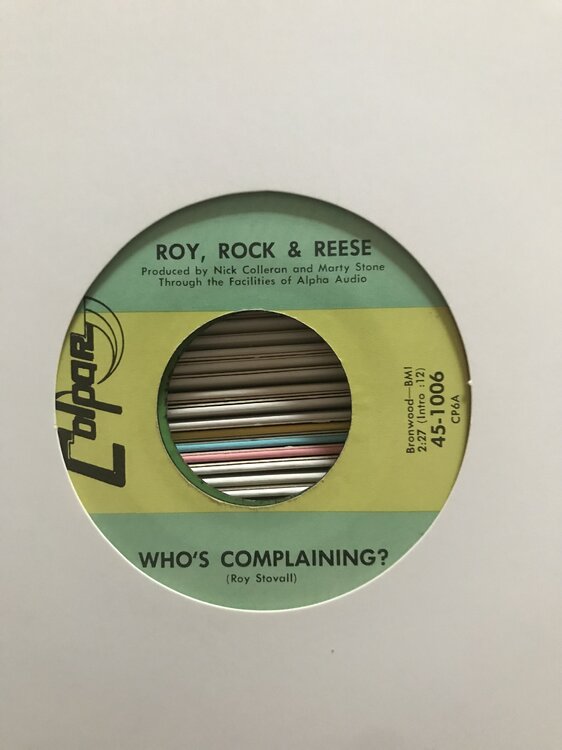 ROY, ROCK & REESE
Produced by Nick Colleran and Marty Stone
Through the Facilities of Alpha Audio
Colpar
Bronwood—BMI
2:27 (Intro :12)
45-1006
CP6A
WHO'S COMPLAINING?
(Roy Stovall)